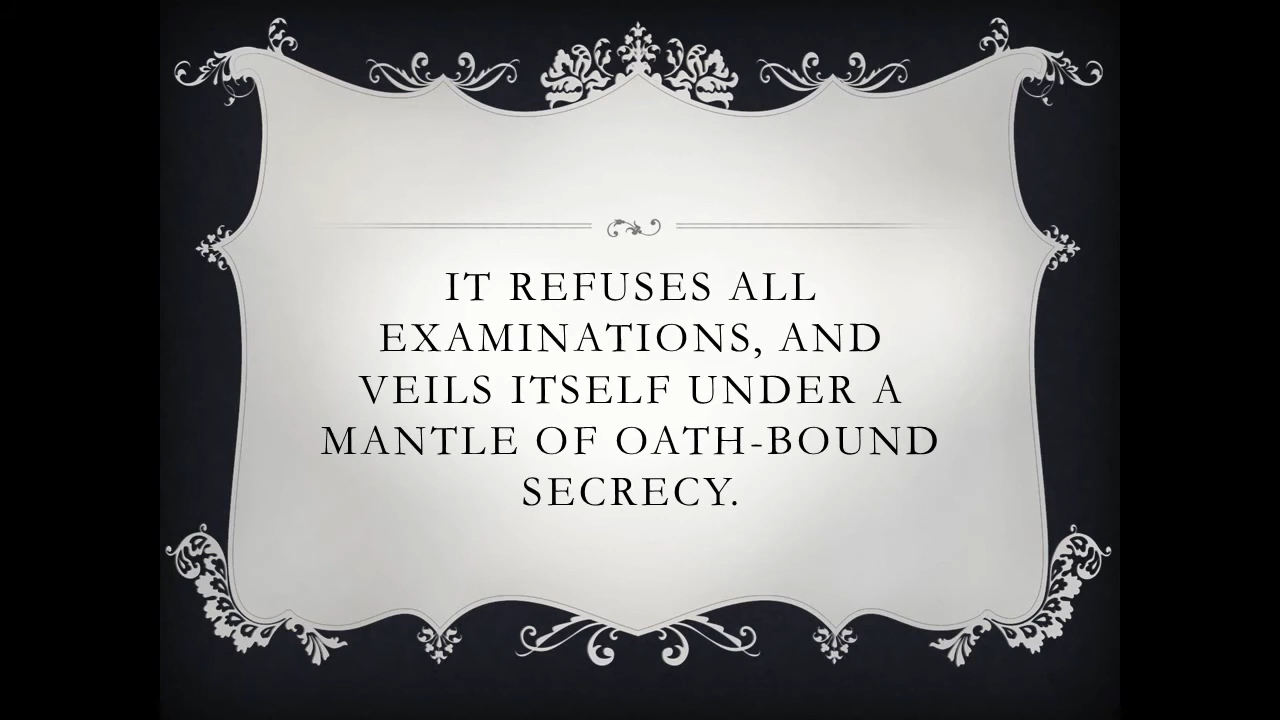 IT REFUSES ALL
EXAMINATIONS, AND
VEILS ITSELF UNDER A
MANTLE OF OATH-BOUND
SECRECY.